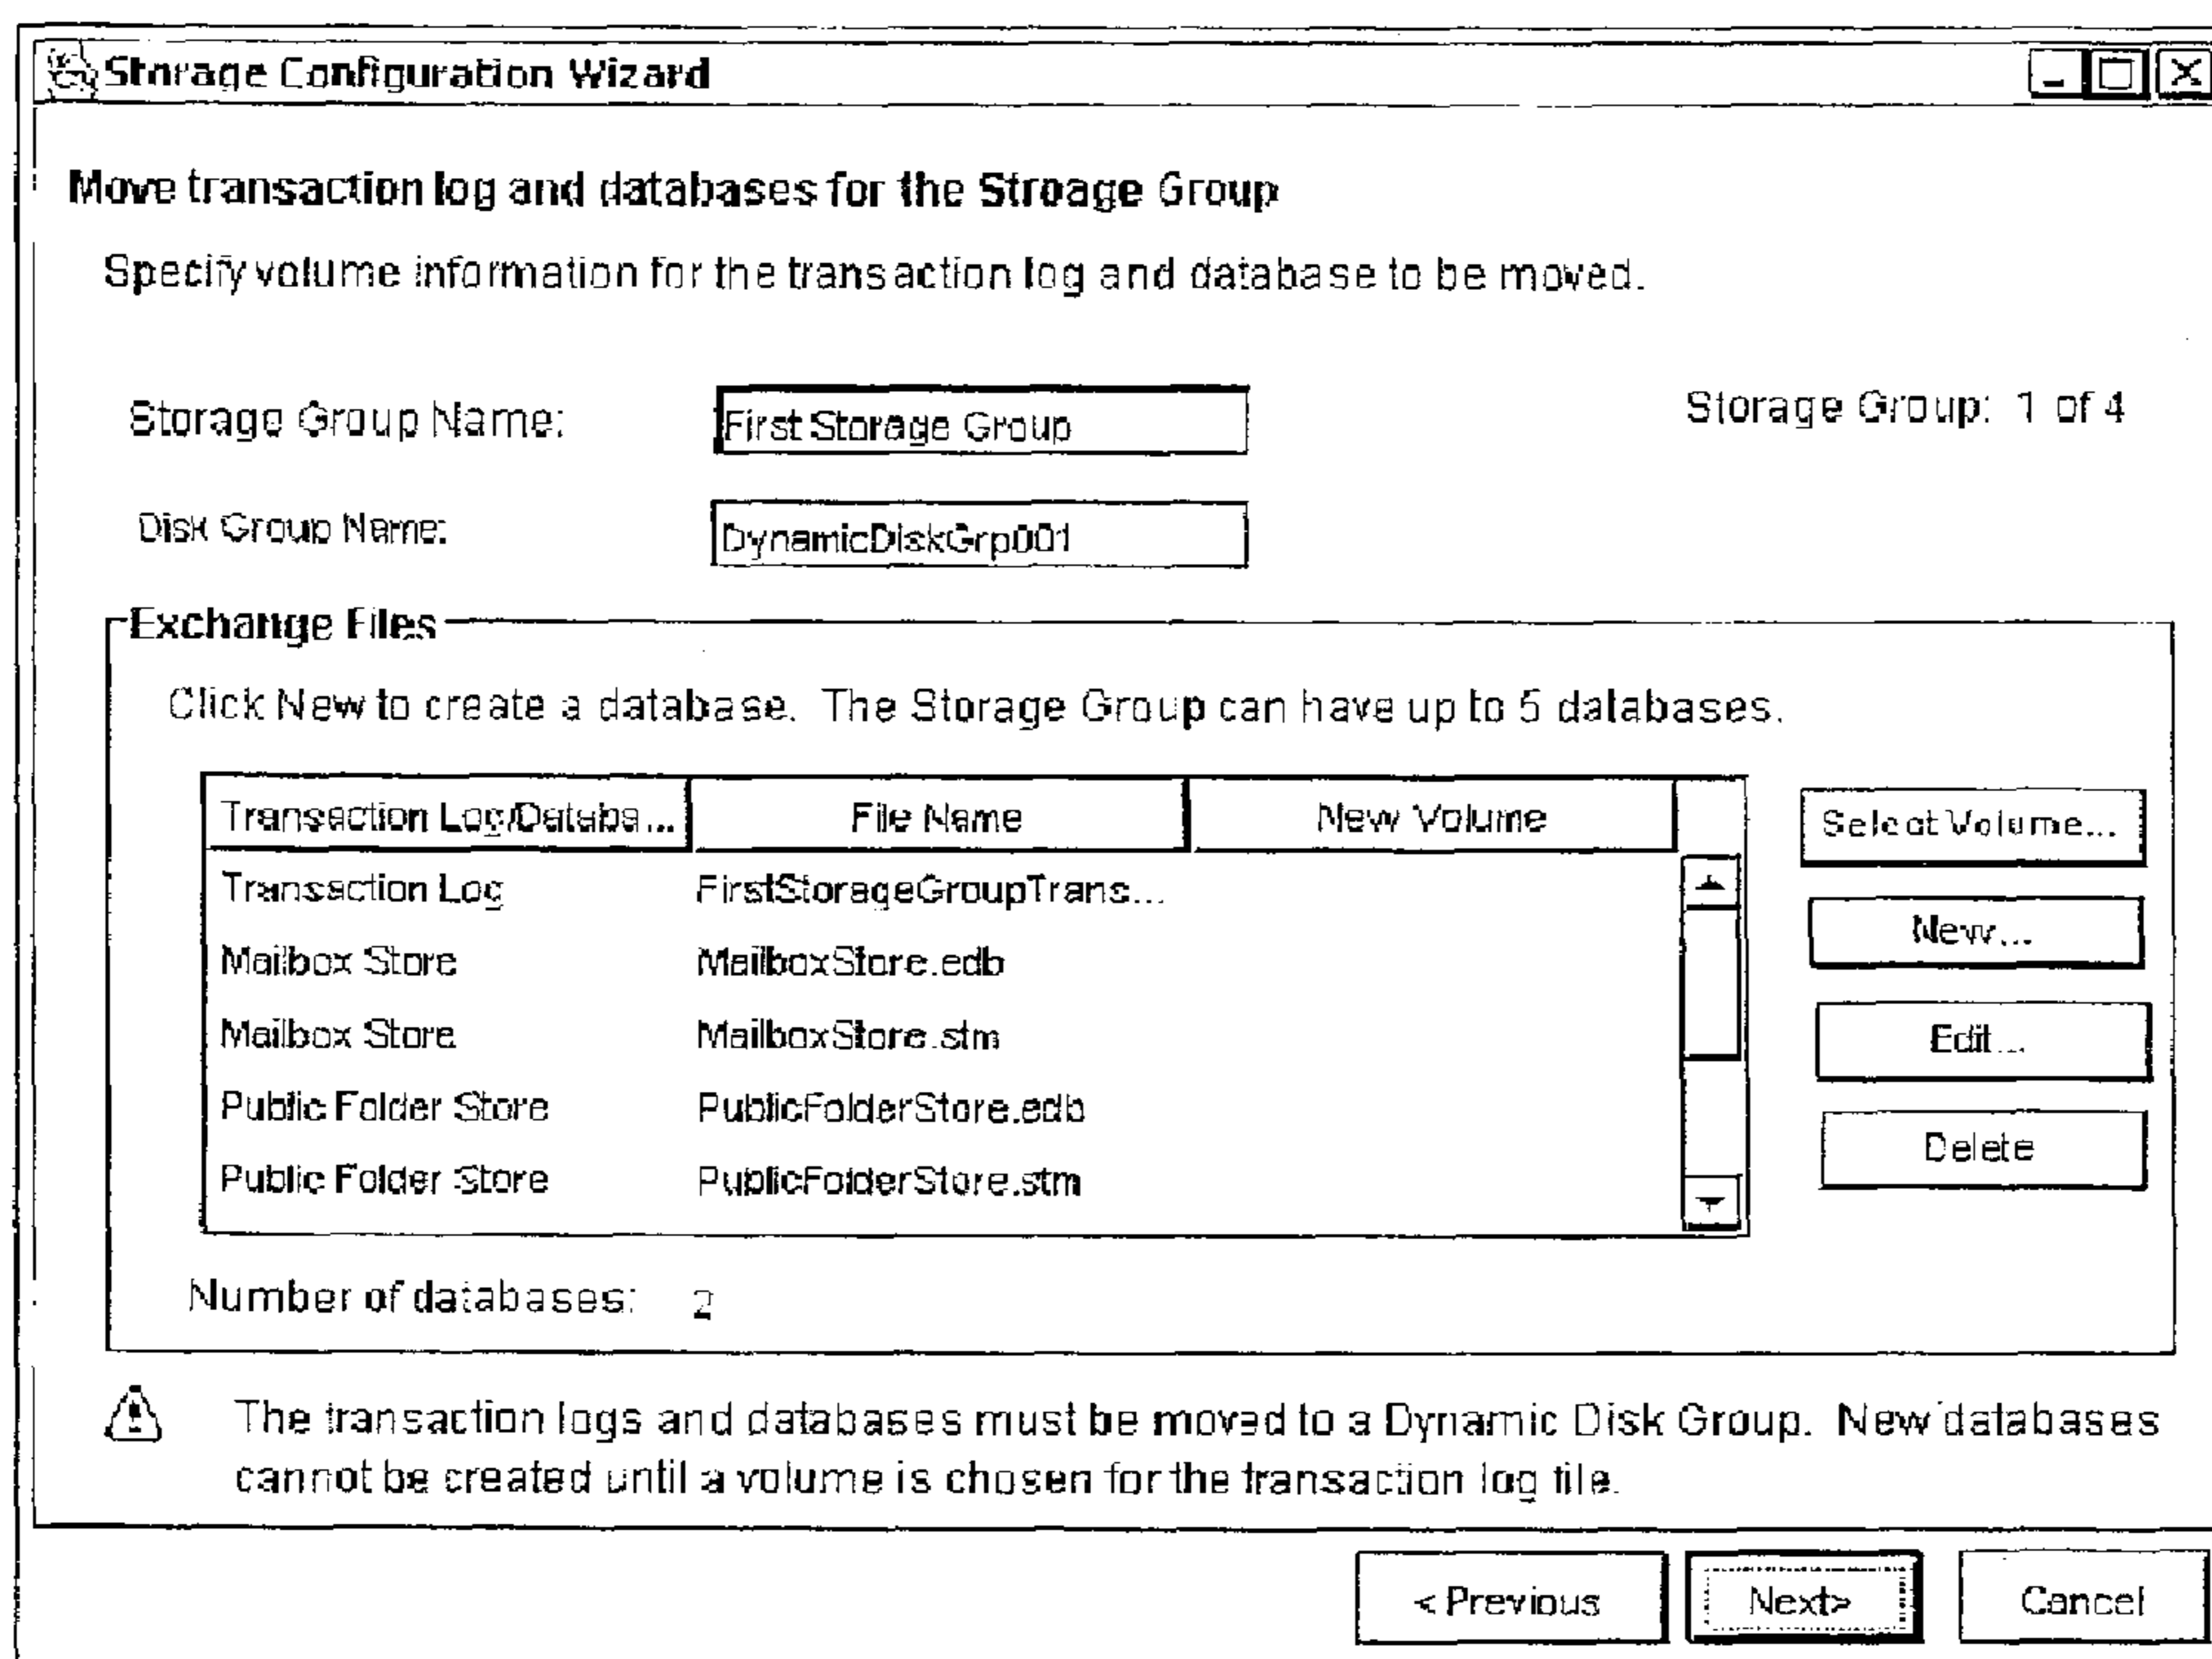 Storage Configuration Wizard
Move transaction log and databases for the Stroage Group
Specify volume information for the transaction log and database to be moved.
Storage Group Name: First Storage Group Storage Group: 1 of 4
Disk Group Name: DynamicDiskGrp001
Exchange Files
Click New to create a database. The Storage Group can have up to 5 databases.
Transaction Log/Databa... File Name New Volume Select Volume...
Transaction Log FirstStorageGroupTrans...
New...
Mailbox Store MailboxStore.edb
Mailbox Store MailboxStore.stm Edit...
Public Folder Store PublicFolderStore.edb
Delete
Public Folder Store PublicFolderStore.stm
Number of databases: 2
The transaction logs and databases must be moved to a Dynamic Disk Group. New databases
cannot be created until a volume is chosen for the transaction log file.
< Previous Next> Cancel